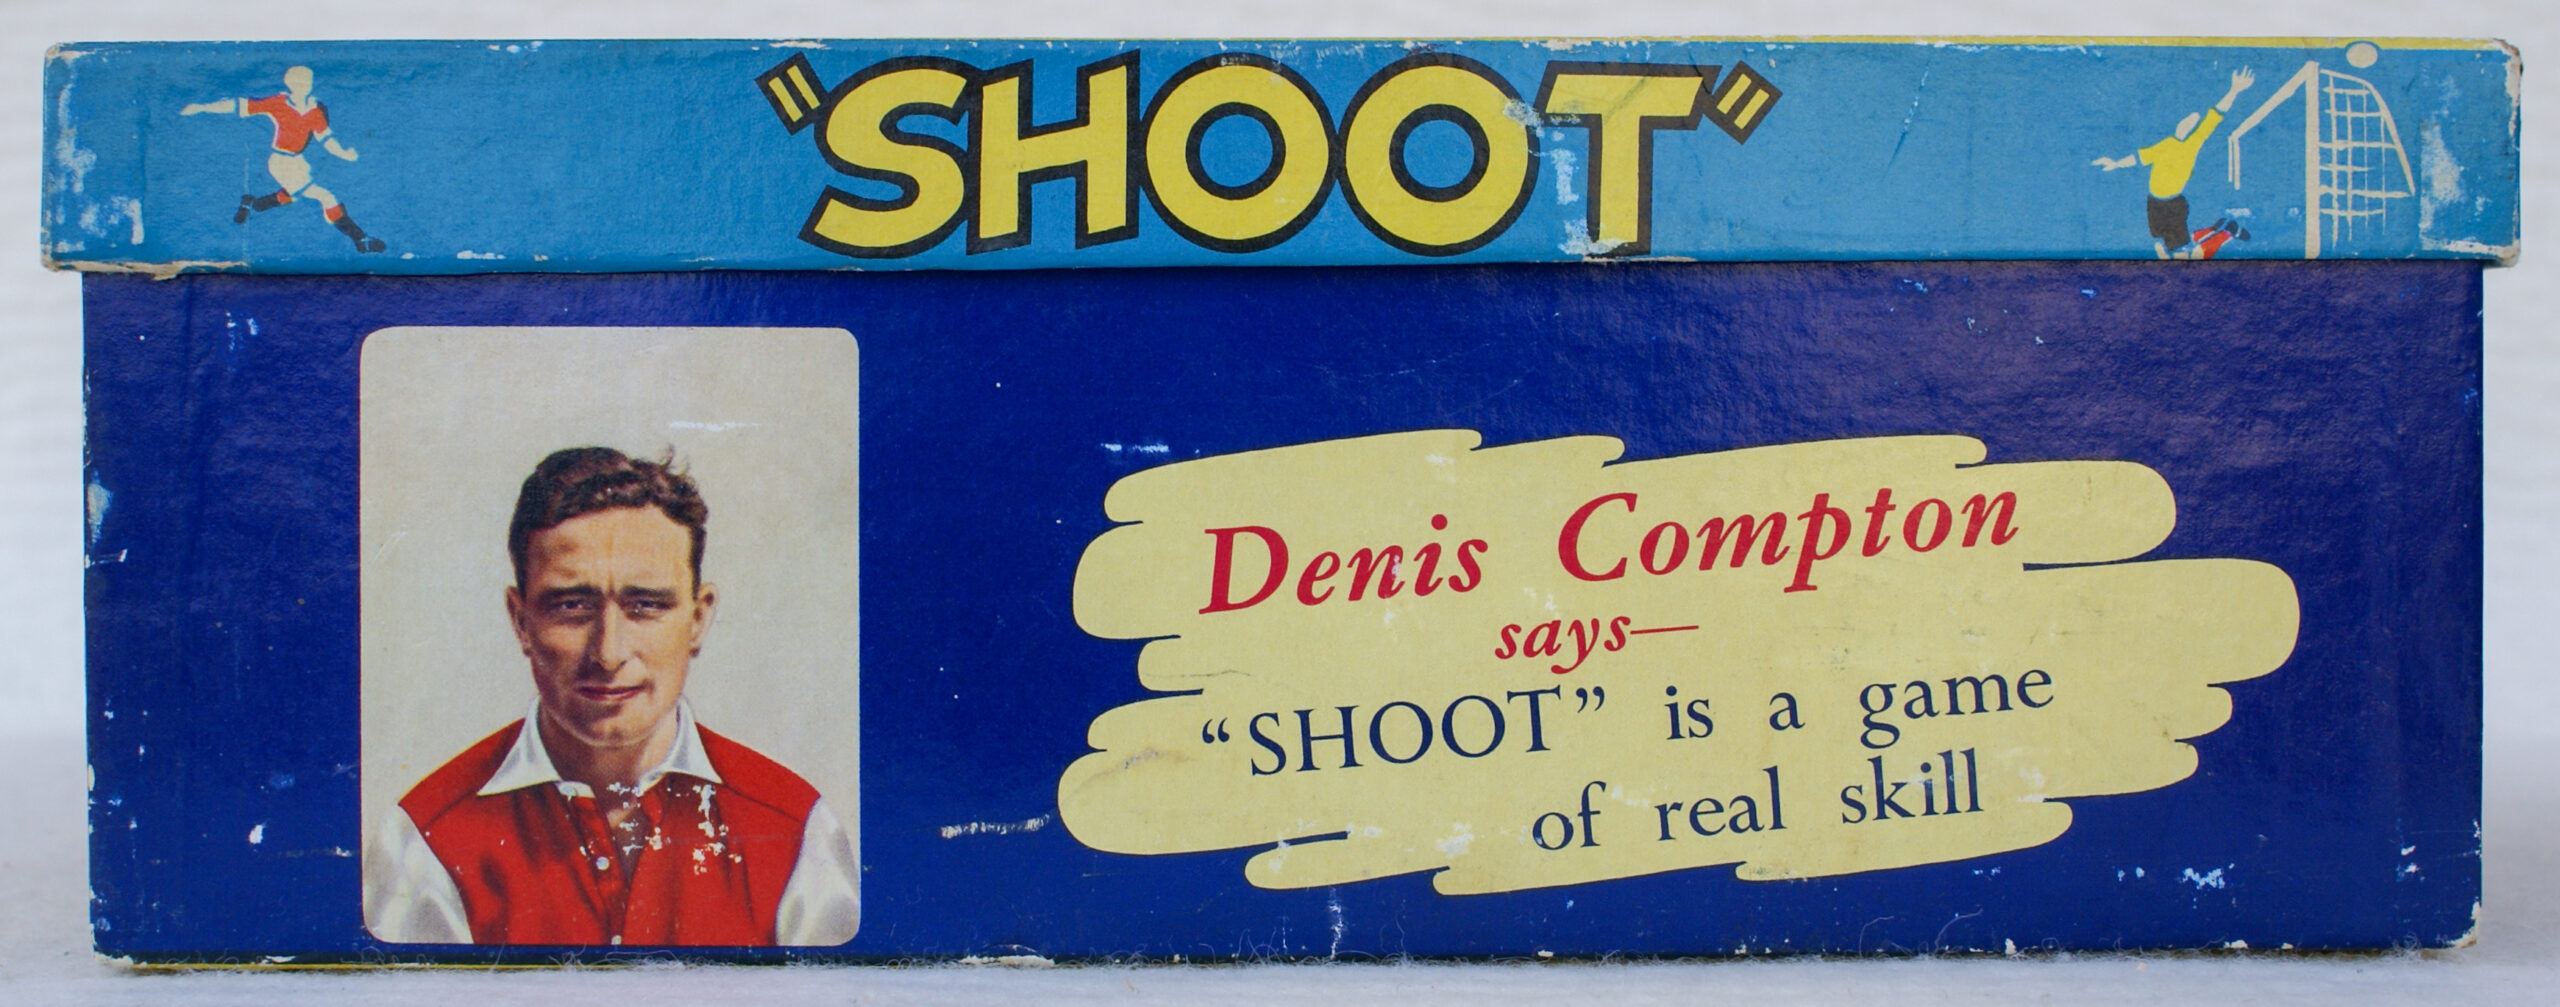 "SHOOT"
Denis Compton
says—
“SHOOT” is a game
of real skill